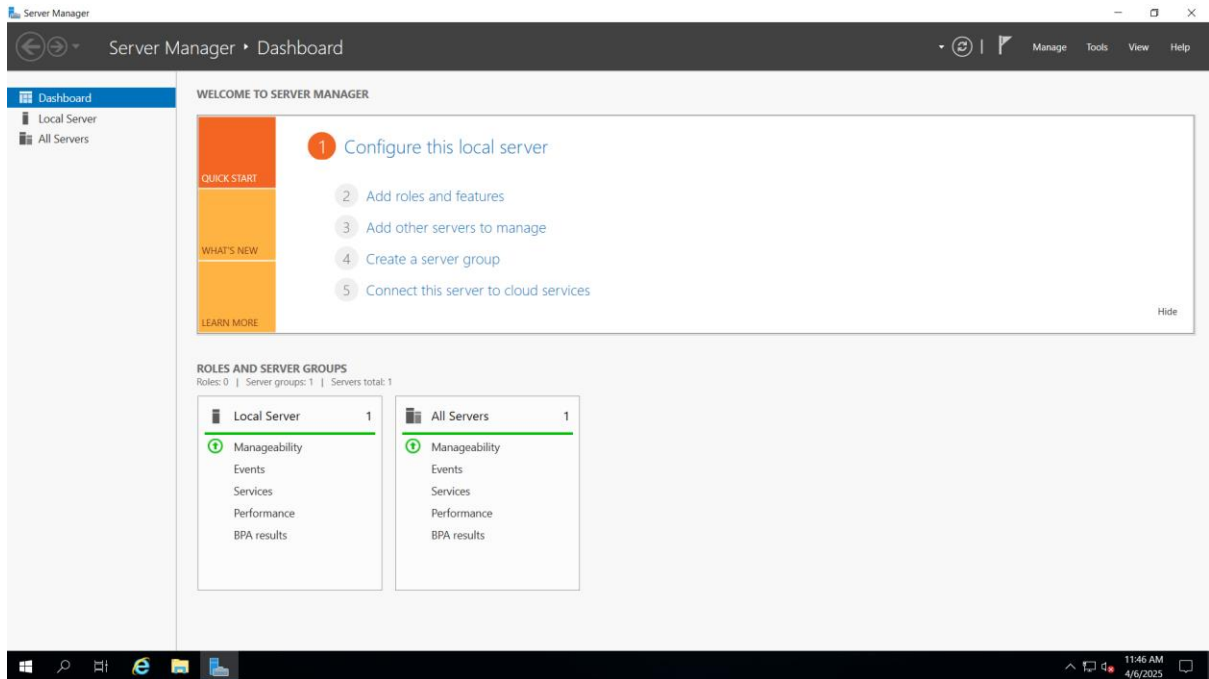 Server Manager
Server Manager • Dashboard
Manage Tools View Help
Dashboard
Local Server
All Servers
WELCOME TO SERVER MANAGER
QUICK START
WHAT'S NEW
LEARN MORE
1 Configure this local server
2 Add roles and features
3 Add other servers to manage
4 Create a server group
5 Connect this server to cloud services
Hide
ROLES AND SERVER GROUPS
Roles: 0 | Server groups: 1 | Servers total: 1
Local Server 1
Manageability
Events
Services
Performance
BPA results
All Servers 1
Manageability
Events
Services
Performance
BPA results
11:46 AM
4/6/2025